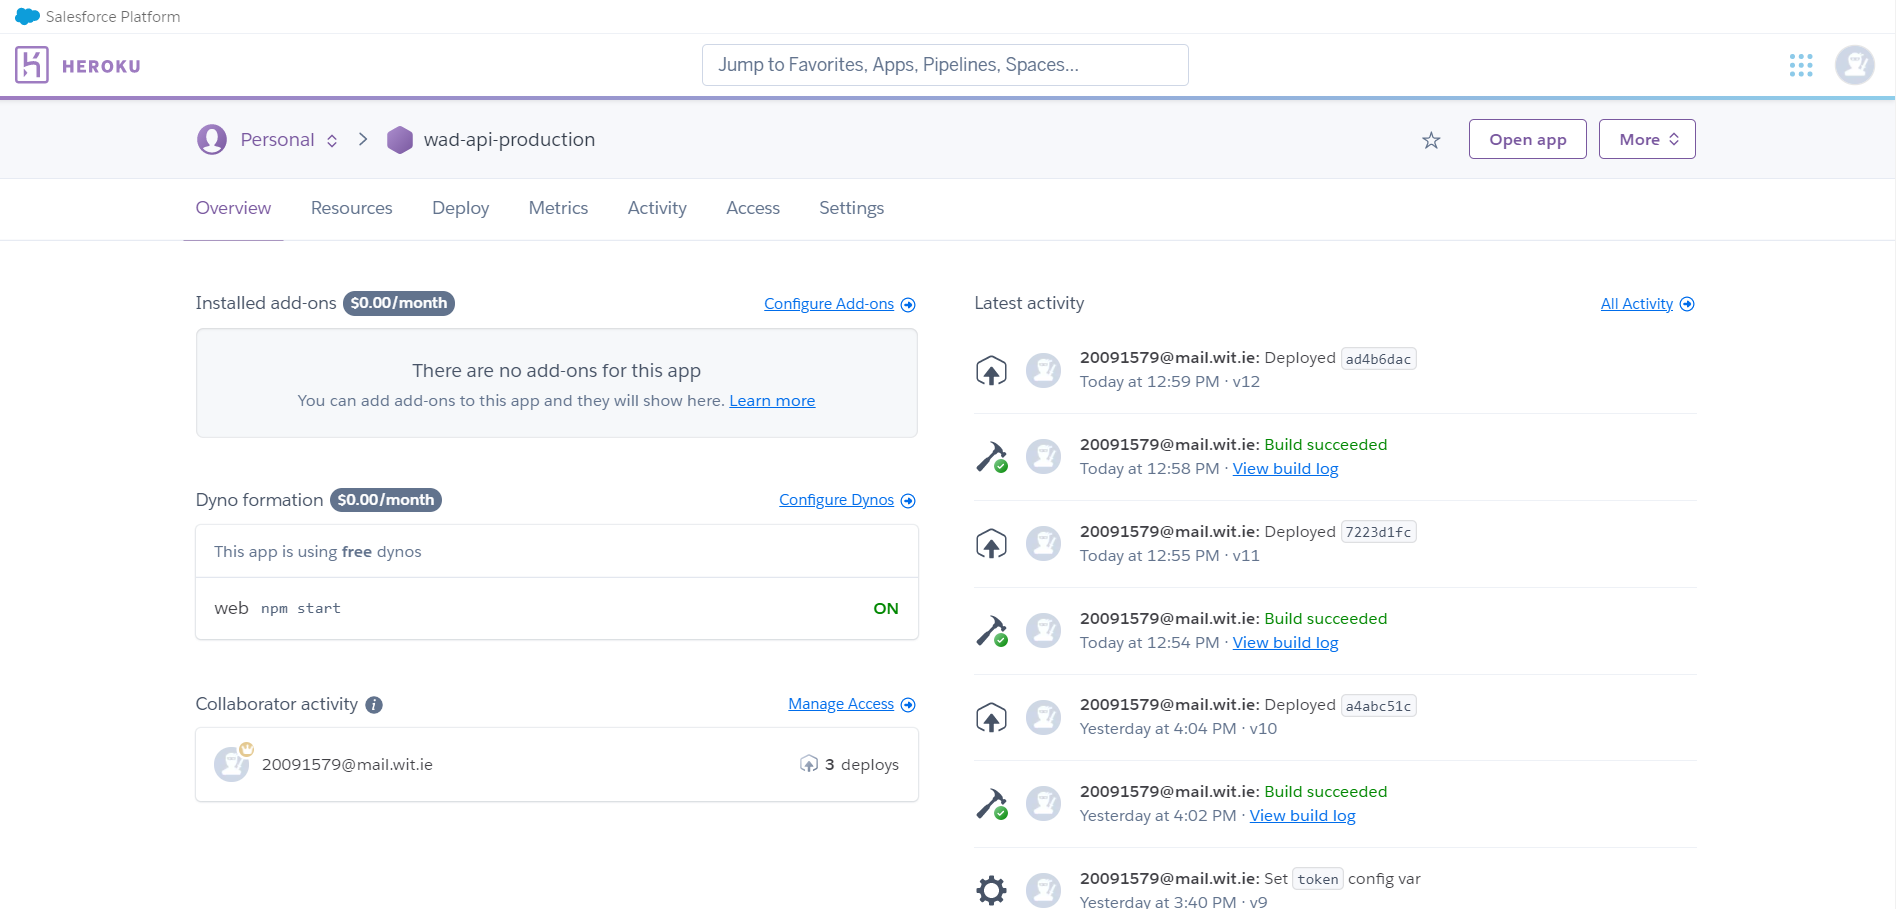 Salesforce Platform
HEROKU
Jump to Favorites, Apps, Pipelines, Spaces...
Personal
wad-api-production
Open app
More
Overview
Resources
Deploy
Metrics
Activity
Access
Settings
Installed add-ons $0.00/month
Configure Add-ons
There are no add-ons for this app
You can add add-ons to this app and they will show here. Learn more
Dyno formation $0.00/month
Configure Dynos
This app is using free dynos
web npm start
ON
Collaborator activity i
Manage Access
20091579@mail.wit.ie
3 deploys
Latest activity
All Activity
20091579@mail.wit.ie: Deployed ad4b6dac
Today at 12:59 PM · v12
20091579@mail.wit.ie: Build succeeded
Today at 12:58 PM · View build log
20091579@mail.wit.ie: Deployed 7223d1fc
Today at 12:55 PM · v11
20091579@mail.wit.ie: Build succeeded
Today at 12:54 PM · View build log
20091579@mail.wit.ie: Deployed a4abc51c
Yesterday at 4:04 PM · v10
20091579@mail.wit.ie: Build succeeded
Yesterday at 4:02 PM · View build log
20091579@mail.wit.ie: Set token config var
Yesterday at 3:40 PM · v9